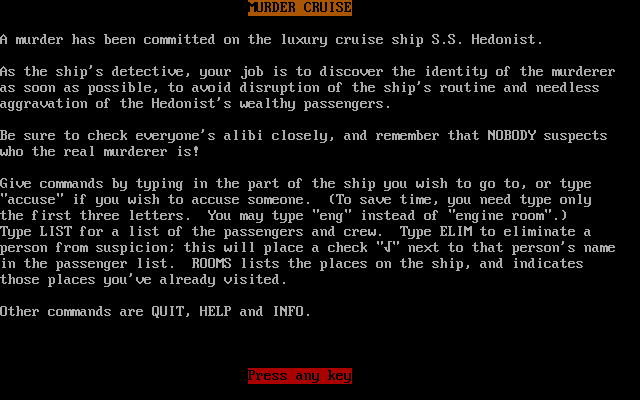 MURDER CRUISE
A murder has been committed on the luxury cruise ship S.S. Hedonist.
As the ship's detective, your job is to discover the identity of the murderer
as soon as possible, to avoid disruption of the ship's routine and needless
aggravation of the Hedonist's wealthy passengers.
Be sure to check everyone's alibi closely, and remember that NOBODY suspects
who the real murderer is!
Give commands by typing in the part of the ship you wish to go to, or type
"accuse" if you wish to accuse someone.  (To save time, you need type only
the first three letters.  You may type "eng" instead of "engine room".)
Type LIST for a list of the passengers and crew.  Type ELIM to eliminate a
person from suspicion; this will place a check "√" next to that person's name
in the passenger list.  ROOMS lists the places on the ship, and indicates
those places you've already visited.
Other commands are QUIT, HELP and INFO.
Press any key